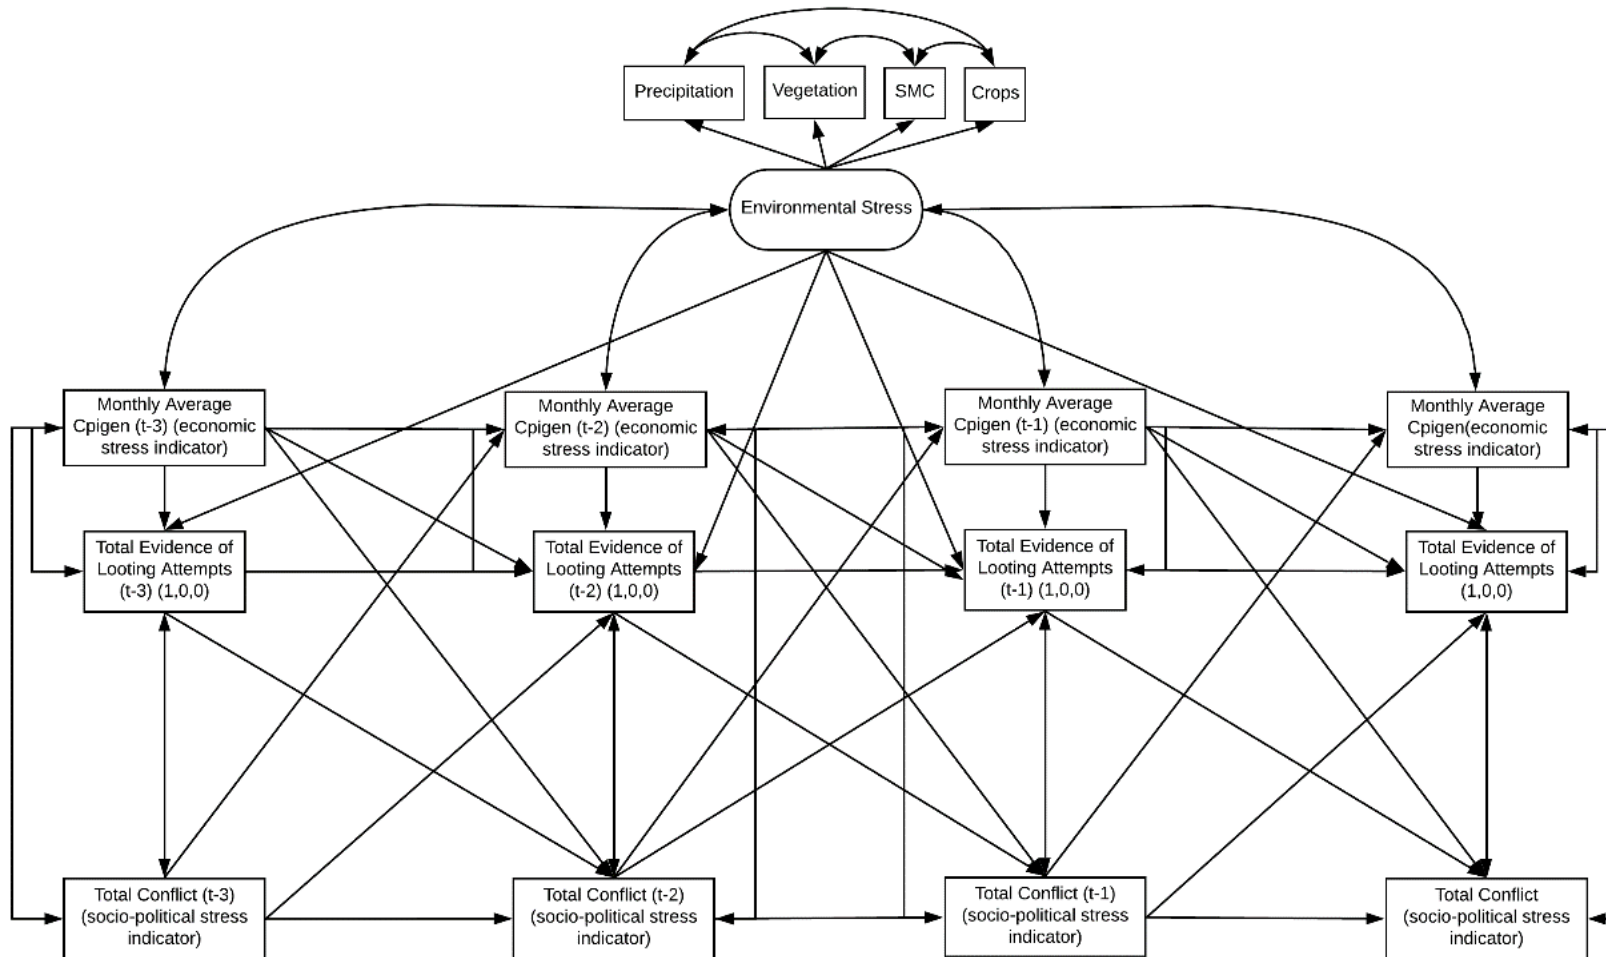 Precipitation
Vegetation
SMC
Crops
Environmental Stress
Monthly Average
Cpigen (t-3) (economic
stress indicator)
Monthly Average
Cpigen (t-2) (economic
stress indicator)
Monthly Average
Cpigen (t-1) (economic
stress indicator)
Monthly Average
Cpigen(economic
stress indicator)
Total Evidence of
Looting Attempts
(t-3) (1,0,0)
Total Evidence of
Looting Attempts
(t-2) (1,0,0)
Total Evidence of
Looting Attempts
(t-1) (1,0,0)
Total Evidence of
Looting Attempts
(1,0,0)
Total Conflict (t-3)
(socio-political stress
indicator)
Total Conflict (t-2)
(socio-political stress
indicator)
Total Conflict (t-1)
(socio-political stress
indicator)
Total Conflict
(socio-political stress
indicator)